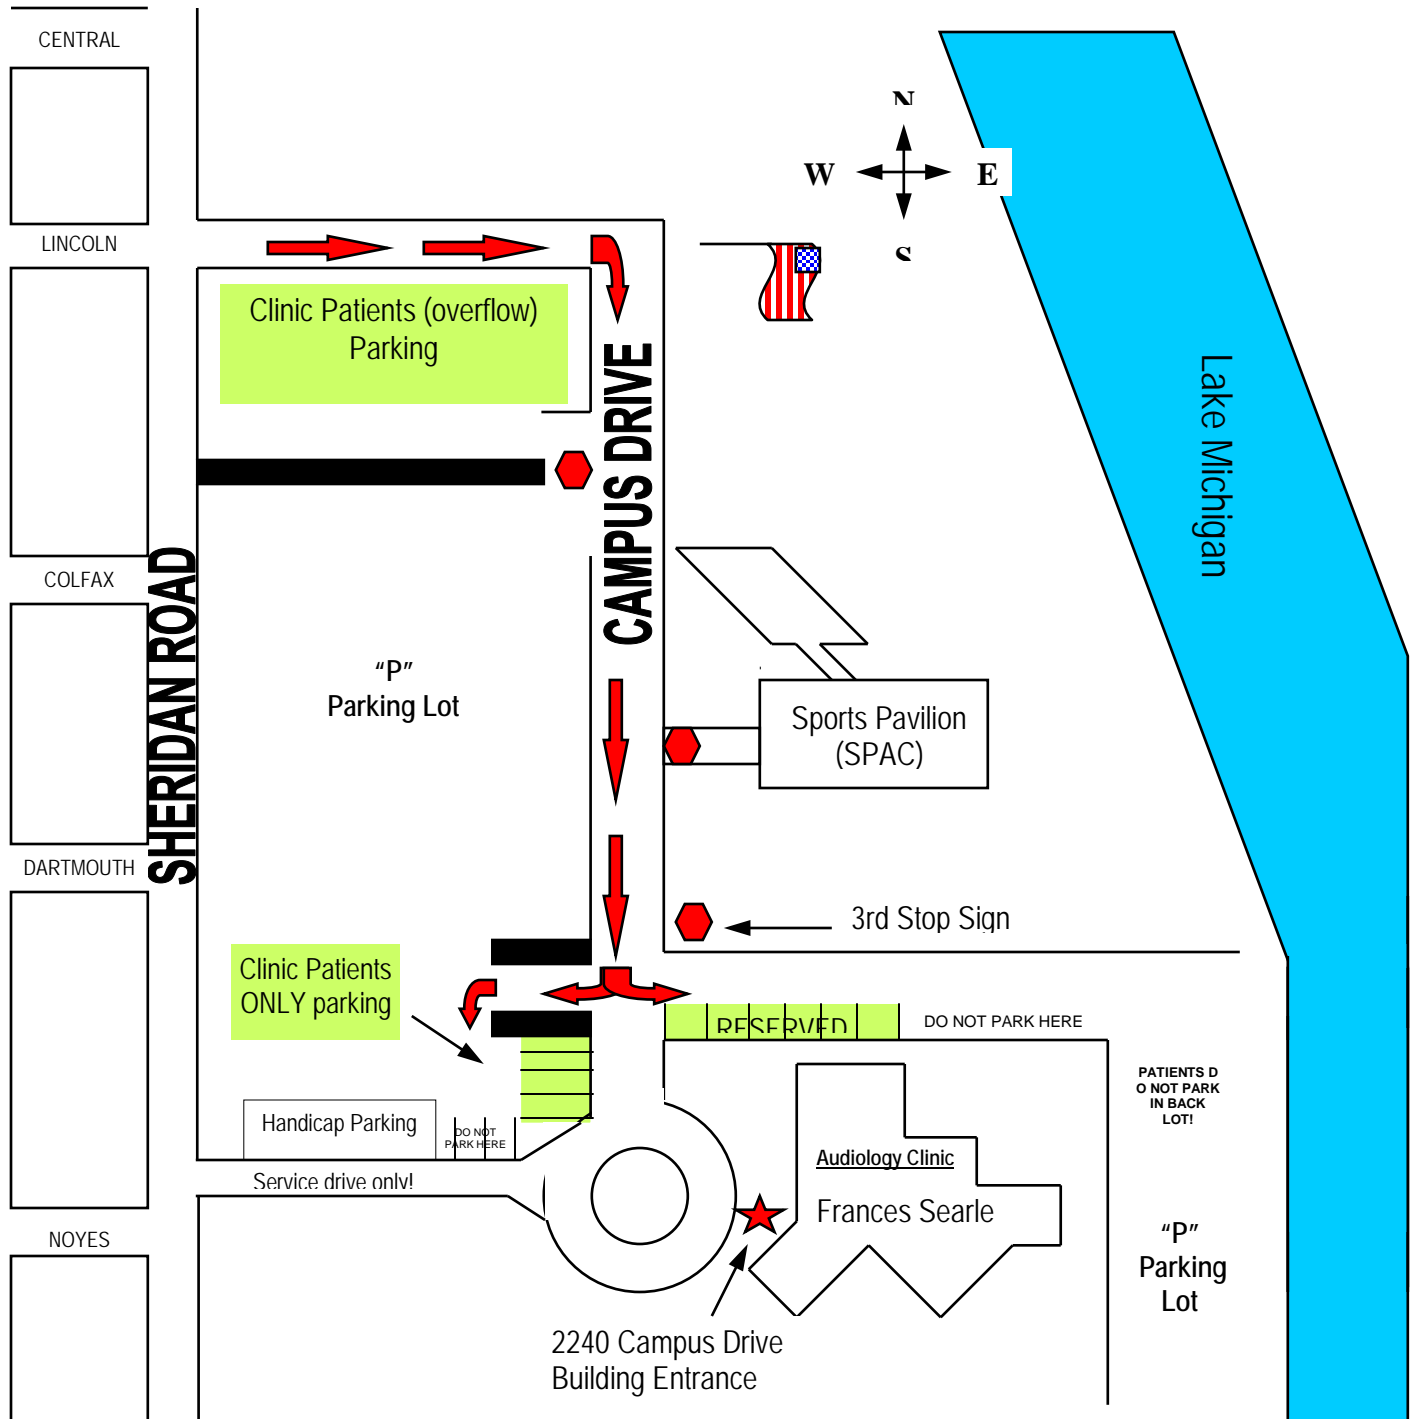 CENTRAL
N
W
E
S
LINCOLN
Clinic Patients (overflow)
Parking
CAMPUS DRIVE
Lake Michigan
COLFAX
SHERIDAN ROAD
“P”
Parking Lot
Sports Pavilion
(SPAC)
DARTMOUTH
3rd Stop Sign
Clinic Patients
ONLY parking
RESERVED
DO NOT PARK HERE
PATIENTS D
O NOT PARK
IN BACK
LOT!
Handicap Parking
DO NOT
PARK HERE
Audiology Clinic
Service drive only!
Frances Searle
NOYES
“P”
Parking
Lot
2240 Campus Drive
Building Entrance